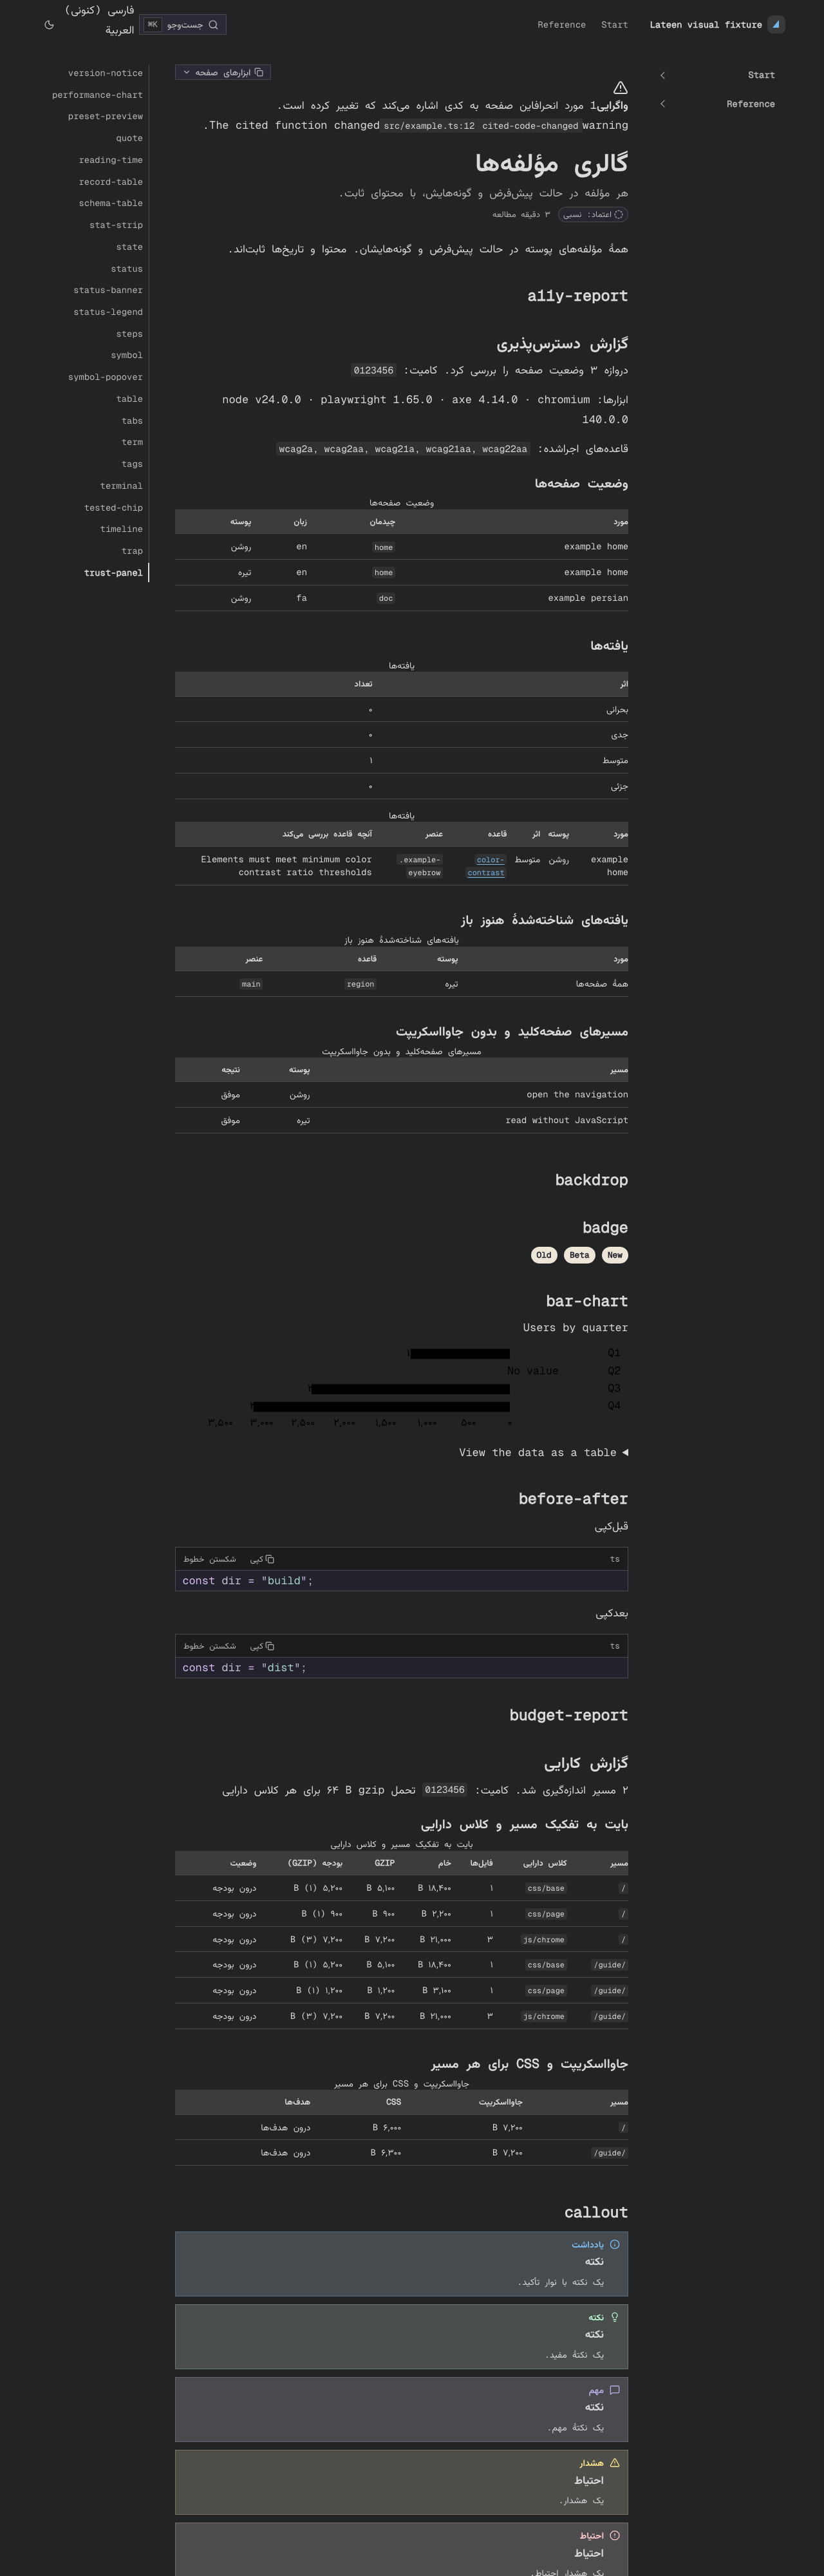 Lateen visual fixture
Start
Reference
جست‌وجو
⌘K
فارسی (کنونی)
العربية
Start
Reference
ابزارهای صفحه
واگرایی1 مورد انحرافاین صفحه به کدی اشاره می‌کند که تغییر کرده است.
warning cited-code-changed src/example.ts:12 The cited function changed.
گالری مؤلفه‌ها
هر مؤلفه در حالت پیش‌فرض و گونه‌هایش، با محتوای ثابت.
اعتماد: نسبی
۳ دقیقه مطالعه
همهٔ مؤلفه‌های پوسته در حالت پیش‌فرض و گونه‌هایشان. محتوا و تاریخ‌ها ثابت‌اند.
a11y-report
گزارش دسترس‌پذیری
دروازه ۳ وضعیت صفحه را بررسی کرد. کامیت: 0123456
ابزارها: node v24.0.0 · playwright 1.65.0 · axe 4.14.0 · chromium
140.0.0
قاعده‌های اجراشده: wcag2a, wcag2aa, wcag21a, wcag21aa, wcag22aa
وضعیت صفحه‌ها
وضعیت صفحه‌ها
مورد چیدمان زبان پوسته
example home home en روشن
example home home en تیره
example persian doc fa روشن
یافته‌ها
یافته‌ها
اثر تعداد
بحرانی ۰
جدی ۰
متوسط ۱
جزئی ۰
یافته‌ها
مورد پوسته اثر قاعده عنصر آنچه قاعده بررسی می‌کند
example home روشن متوسط color-contrast .example-eyebrow Elements must meet minimum color contrast ratio thresholds
یافته‌های شناخته‌شدهٔ هنوز باز
یافته‌های شناخته‌شدهٔ هنوز باز
مورد پوسته قاعده عنصر
همهٔ صفحه‌ها تیره region main
مسیرهای صفحه‌کلید و بدون جاوااسکریپت
مسیرهای صفحه‌کلید و بدون جاوااسکریپت
مسیر پوسته نتیجه
open the navigation روشن موفق
read without JavaScript تیره موفق
backdrop
badge
New Beta Old
bar-chart
Users by quarter
Q1
Q2 No value
Q3
Q4
۰ ۵۰۰ ۱,۰۰۰ ۱,۵۰۰ ۲,۰۰۰ ۲,۵۰۰ ۳,۰۰۰ ۳,۵۰۰
View the data as a table
before-after
قبل‌کپی
ts کپی شکستن خطوط
const dir = "build";
بعدکپی
ts کپی شکستن خطوط
const dir = "dist";
budget-report
گزارش کارایی
۲ مسیر اندازه‌گیری شد. کامیت: 0123456 تحمل ۶۴ B gzip برای هر کلاس دارایی
بایت به تفکیک مسیر و کلاس دارایی
بایت به تفکیک مسیر و کلاس دارایی
مسیر کلاس دارایی فایل‌ها خام GZIP بودجه (GZIP) وضعیت
/ css/base ۱ ۱۸,۴۰۰ B ۵,۱۰۰ B ۵,۲۰۰ B (۱) درون بودجه
/ css/page ۱ ۲,۲۰۰ B ۹۰۰ B ۹۰۰ B (۱) درون بودجه
/ js/chrome ۳ ۲۱,۰۰۰ B ۷,۲۰۰ B ۷,۲۰۰ B (۳) درون بودجه
/guide/ css/base ۱ ۱۸,۴۰۰ B ۵,۱۰۰ B ۵,۲۰۰ B (۱) درون بودجه
/guide/ css/page ۱ ۳,۱۰۰ B ۱,۲۰۰ B ۱,۲۰۰ B (۱) درون بودجه
/guide/ js/chrome ۳ ۲۱,۰۰۰ B ۷,۲۰۰ B ۷,۲۰۰ B (۳) درون بودجه
جاوااسکریپت و CSS برای هر مسیر
جاوااسکریپت و CSS برای هر مسیر
مسیر جاوااسکریپت CSS هدف‌ها
/ ۷,۲۰۰ B ۶,۰۰۰ B درون هدف‌ها
/guide/ ۷,۲۰۰ B ۶,۳۰۰ B درون هدف‌ها
callout
یادداشت
نکته
یک نکته با نوار تأکید.
نکته
نکته
یک نکتهٔ مفید.
مهم
نکته
یک نکتهٔ مهم.
هشدار
احتیاط
یک هشدار.
احتیاط
احتیاط
یک هشدار احتیاط.
version-notice
performance-chart
preset-preview
quote
reading-time
record-table
schema-table
stat-strip
state
status
status-banner
status-legend
steps
symbol
symbol-popover
table
tabs
term
tags
terminal
tested-chip
timeline
trap
trust-panel